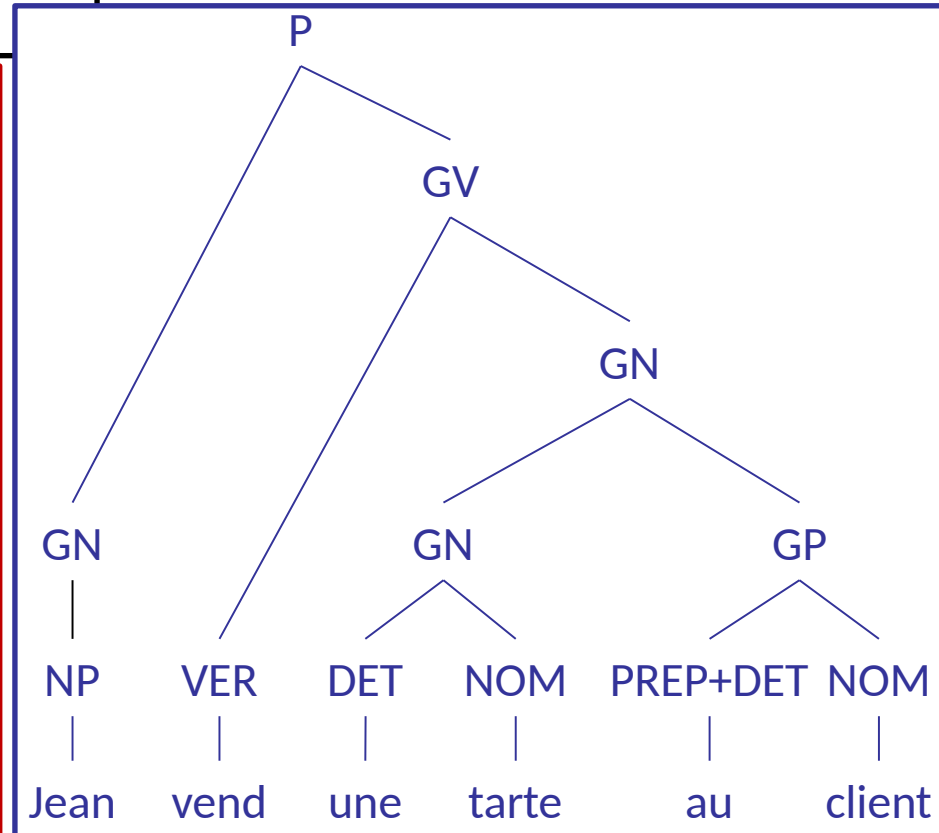 P
GV
GN
GN GN GP
NP VER DET NOM PREP+DET NOM
Jean vend une tarte au client